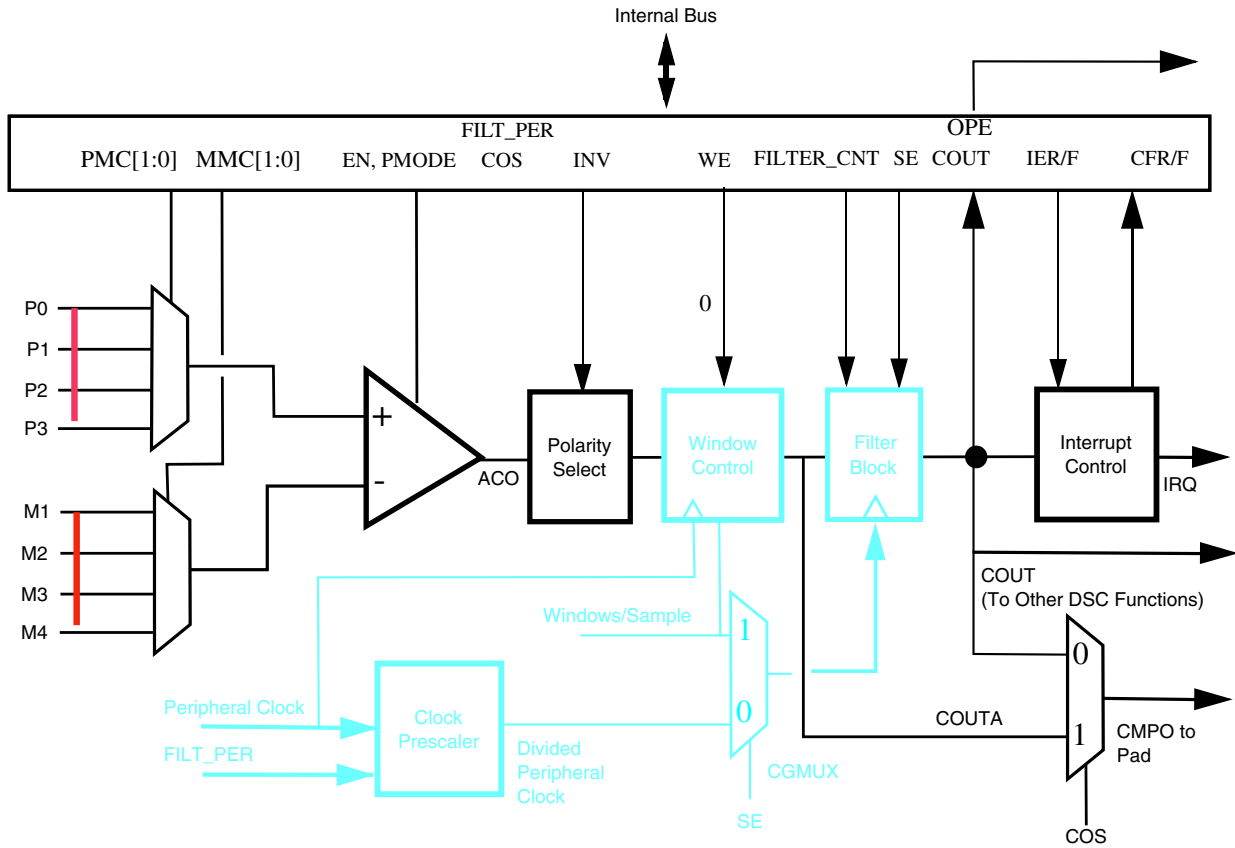 Internal Bus
FILT_PER
OPE
PMC[1:0]
MMC[1:0]
EN, PMODE
COS
INV
WE
FILTER_CNT
SE
COUT
IER/F
CFR/F
P0
P1
P2
P3
0
+
-
ACO
Polarity
Select
Window
Control
Filter
Block
Interrupt
Control
IRQ
M1
M2
M3
M4
COUT
(To Other DSC Functions)
Windows/Sample
1
0
0
1
Peripheral Clock
FILT_PER
Clock
Prescaler
Divided
Peripheral
Clock
CGMUX
SE
COUTA
CMPO to
Pad
COS